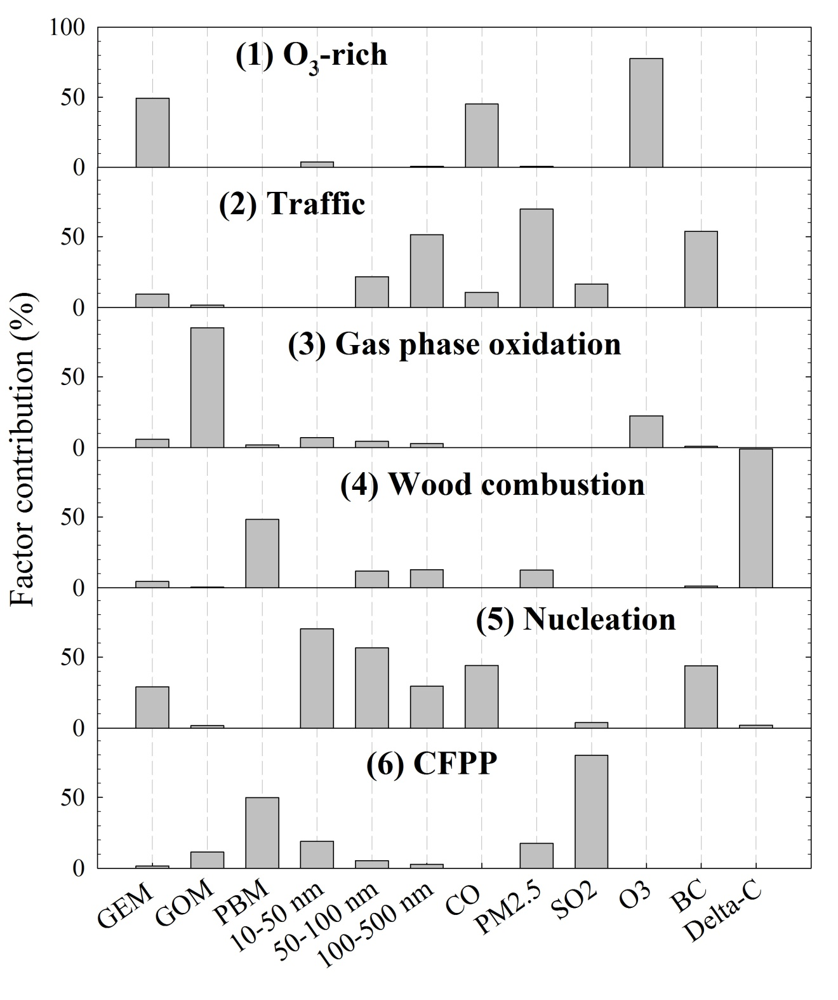 100
(1) O₃-rich
50
0
(2) Traffic
50
0
(3) Gas phase oxidation
50
0
(4) Wood combustion
50
0
(5) Nucleation
50
0
(6) CFPP
50
0
Factor contribution (%)
GEM
GOM
PBM
10-50 nm
50-100 nm
100-500 nm
CO
PM2.5
SO2
O3
BC
Delta-C